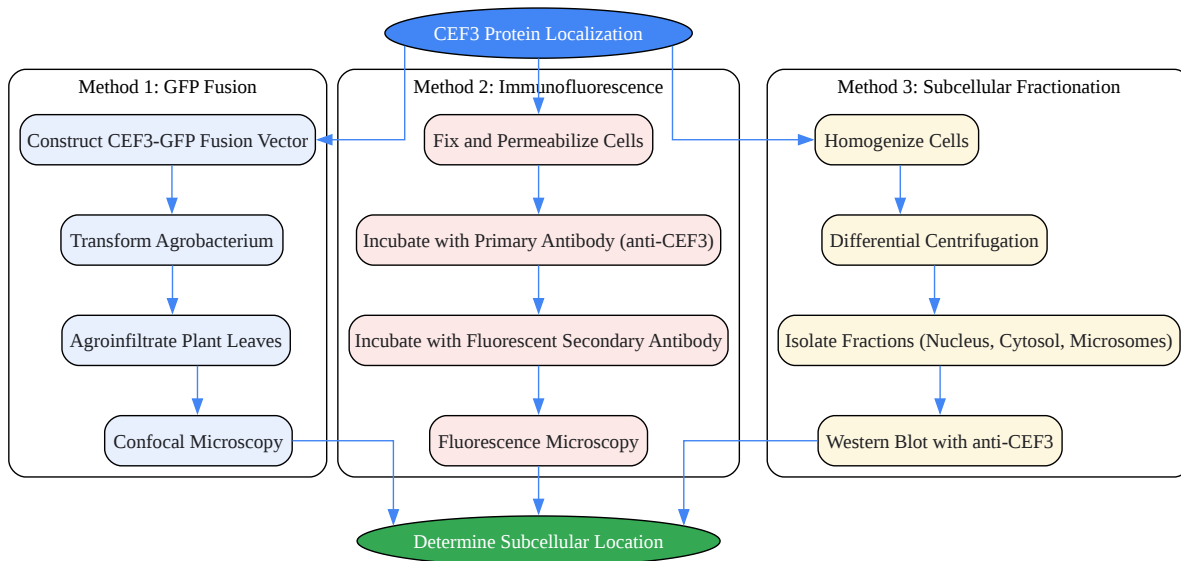 CEF3 Protein Localization
Method 1: GFP Fusion
Construct CEF3-GFP Fusion Vector
Transform Agrobacterium
Agroinfiltrate Plant Leaves
Confocal Microscopy
Method 2: Immunofluorescence
Fix and Permeabilize Cells
Incubate with Primary Antibody (anti-CEF3)
Incubate with Fluorescent Secondary Antibody
Fluorescence Microscopy
Method 3: Subcellular Fractionation
Homogenize Cells
Differential Centrifugation
Isolate Fractions (Nucleus, Cytosol, Microsomes)
Western Blot with anti-CEF3
Determine Subcellular Location